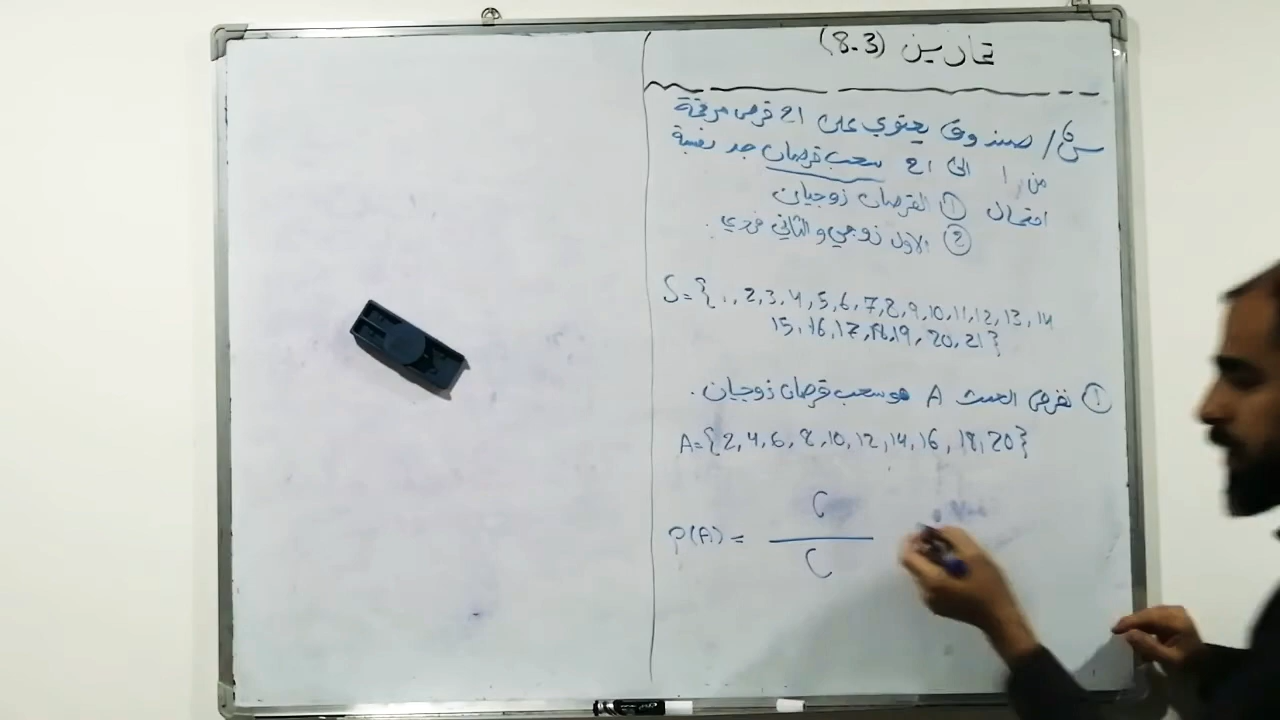 تمارين (8-3)
س6/ صندوق يحتوي على 21 قرص مرقمة
من 1 الى 21 سحب قرصان جد نسبة
احتمال ① القرصان زوجيان
② الاول زوجي والثاني فردي.
S={1,2,3,4,5,6,7,8,9,10,11,12,13,14
15,16,17,18,19,20,21}
① نفرض الحدث A هو سحب قرصان زوجيان.
A={2,4,6,8,10,12,14,16,18,20}
P(A)= C
C